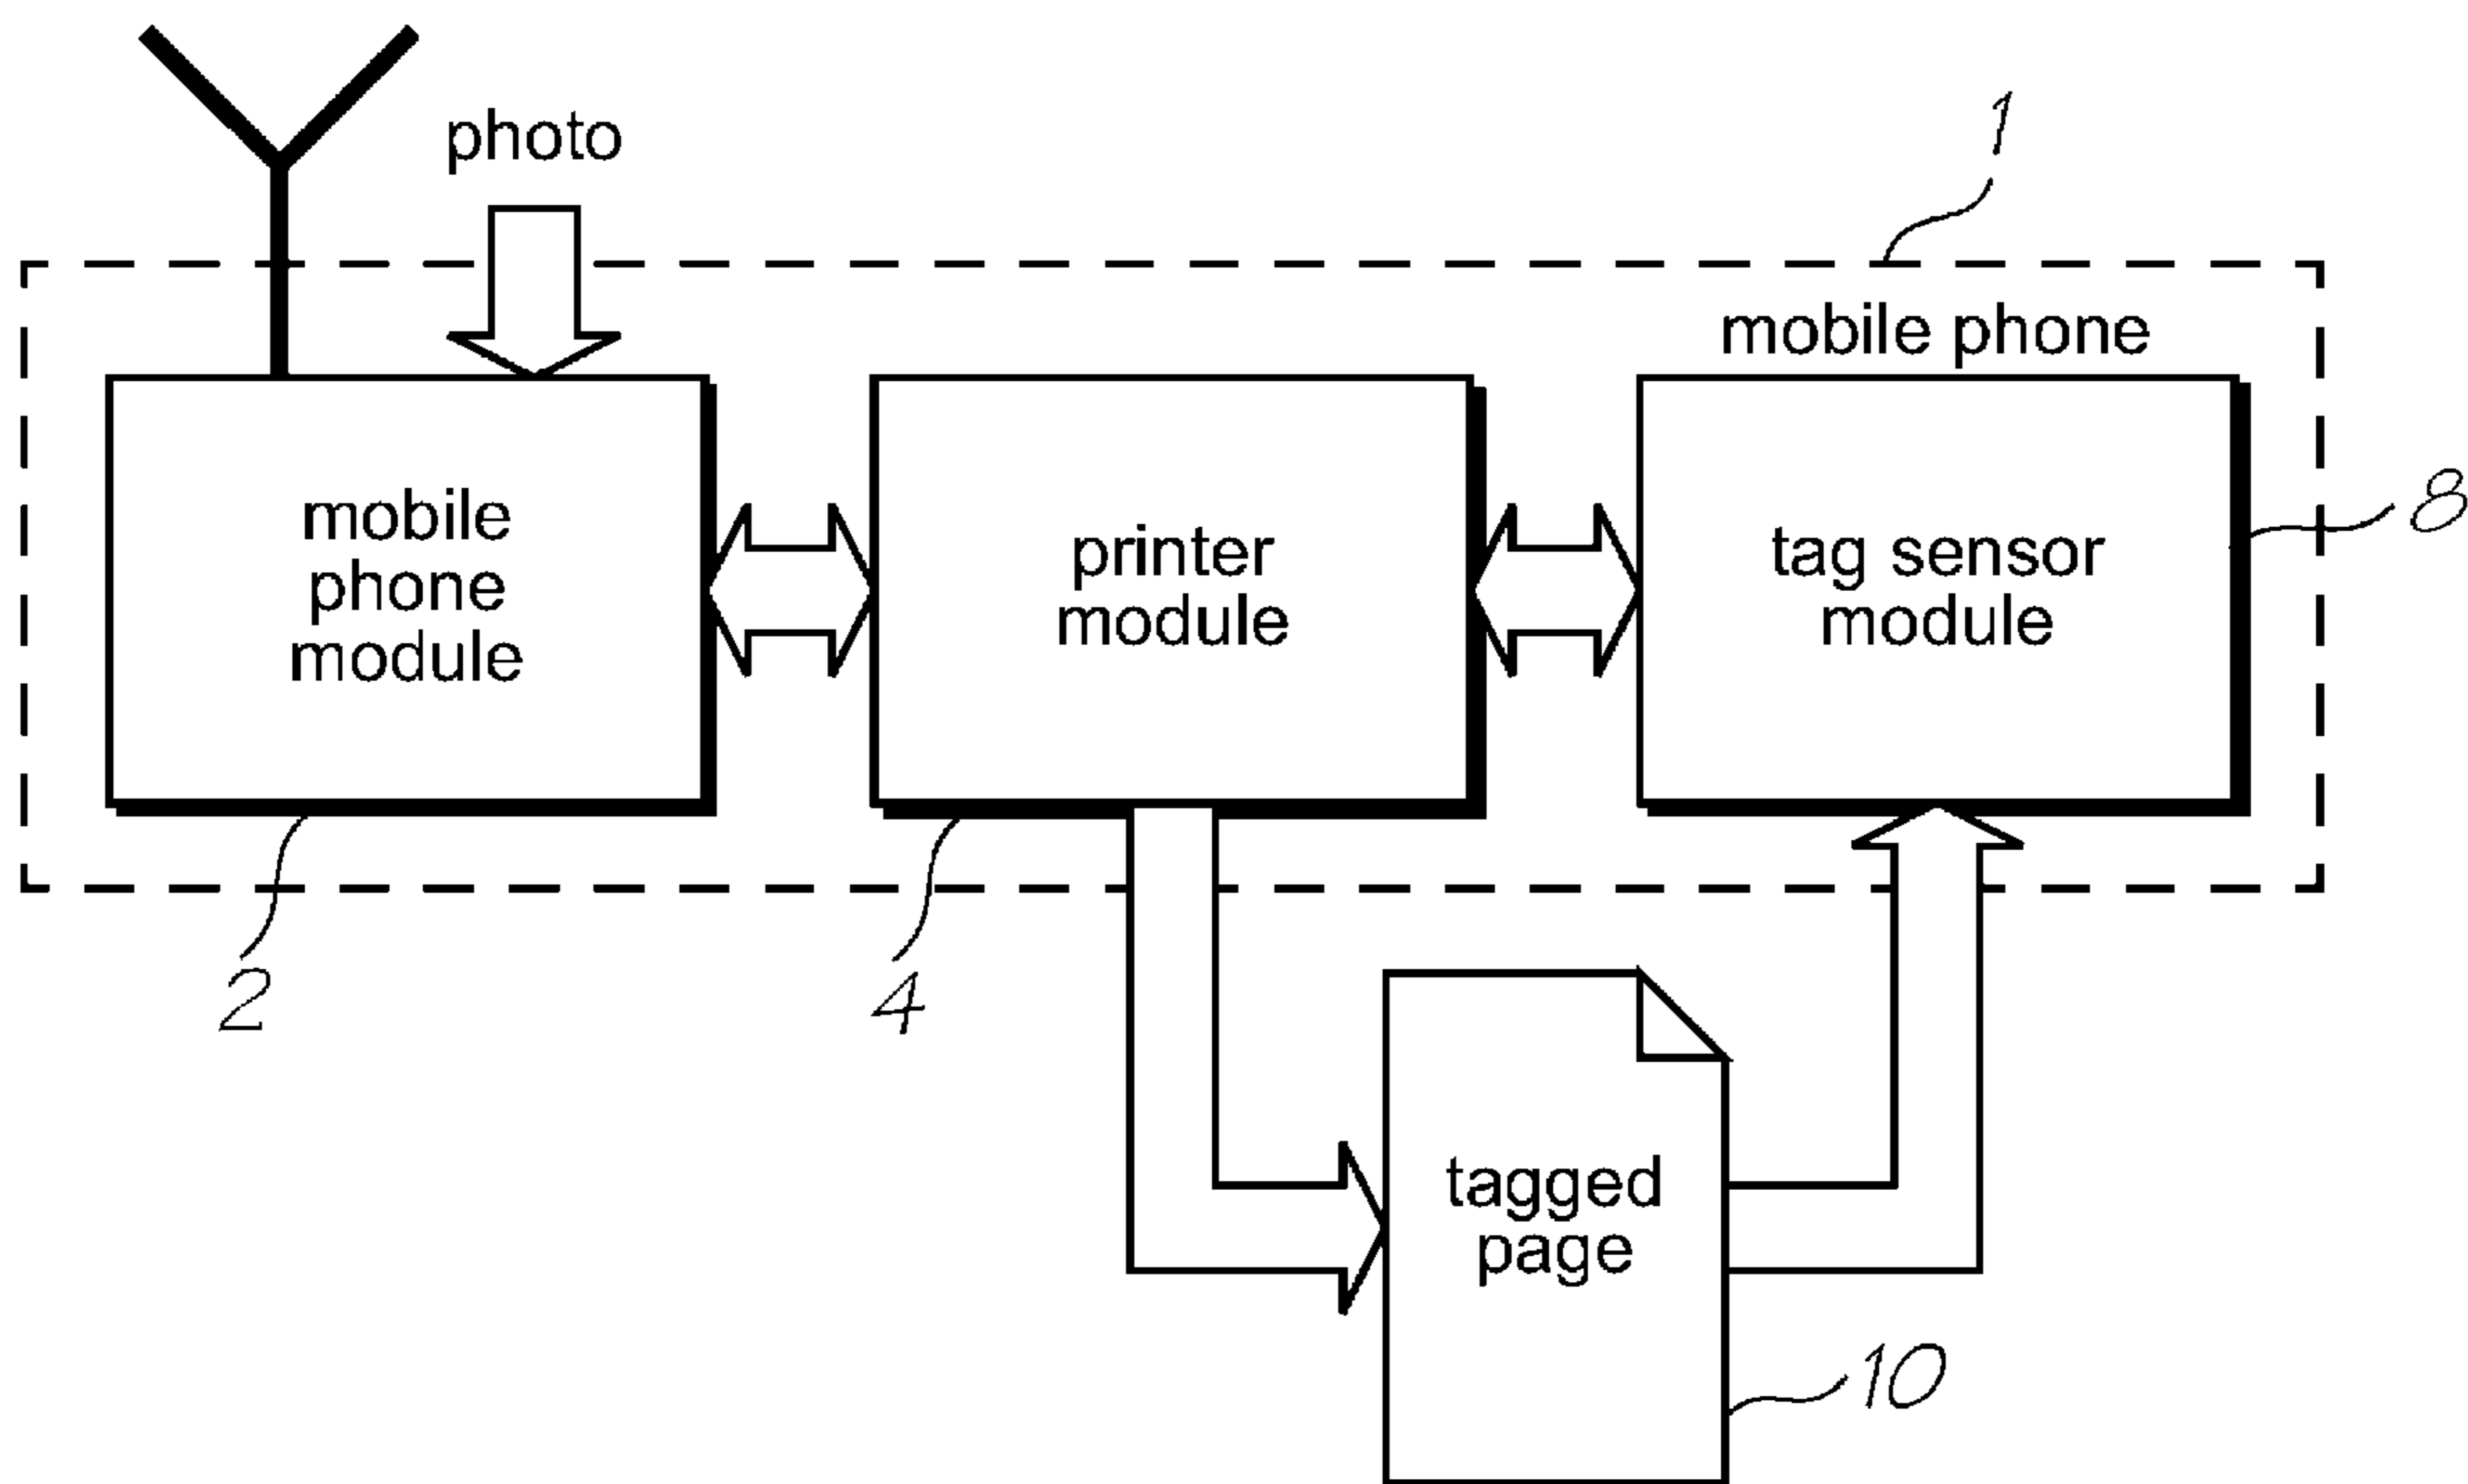 photo
1
mobile phone
mobile
phone
module
printer
module
tag sensor
module
8
2
4
tagged
page
10